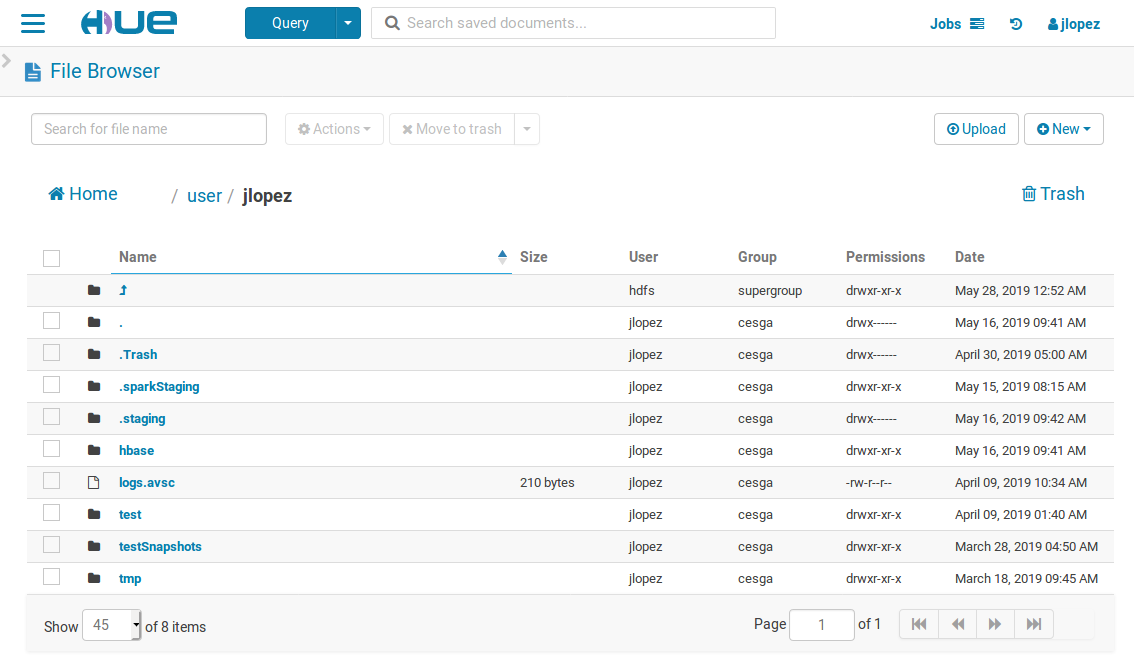 HUE Query Search saved documents... Jobs jlopez
File Browser
Search for file name Actions Move to trash Upload New
Home / user / jlopez Trash
Name Size User Group Permissions Date
hdfs supergroup drwxr-xr-x May 28, 2019 12:52 AM
. jlopez cesga drwx------ May 16, 2019 09:41 AM
.Trash jlopez cesga drwx------ April 30, 2019 05:00 AM
.sparkStaging jlopez cesga drwxr-xr-x May 15, 2019 08:15 AM
.staging jlopez cesga drwx------ May 16, 2019 09:42 AM
hbase jlopez cesga drwxr-xr-x May 16, 2019 09:41 AM
logs.avsc 210 bytes jlopez cesga -rw-r--r-- April 09, 2019 10:34 AM
test jlopez cesga drwxr-xr-x April 09, 2019 01:40 AM
testSnapshots jlopez cesga drwxr-xr-x March 28, 2019 04:50 AM
tmp jlopez cesga drwxr-xr-x March 18, 2019 09:45 AM
Show 45 of 8 items Page 1 of 1